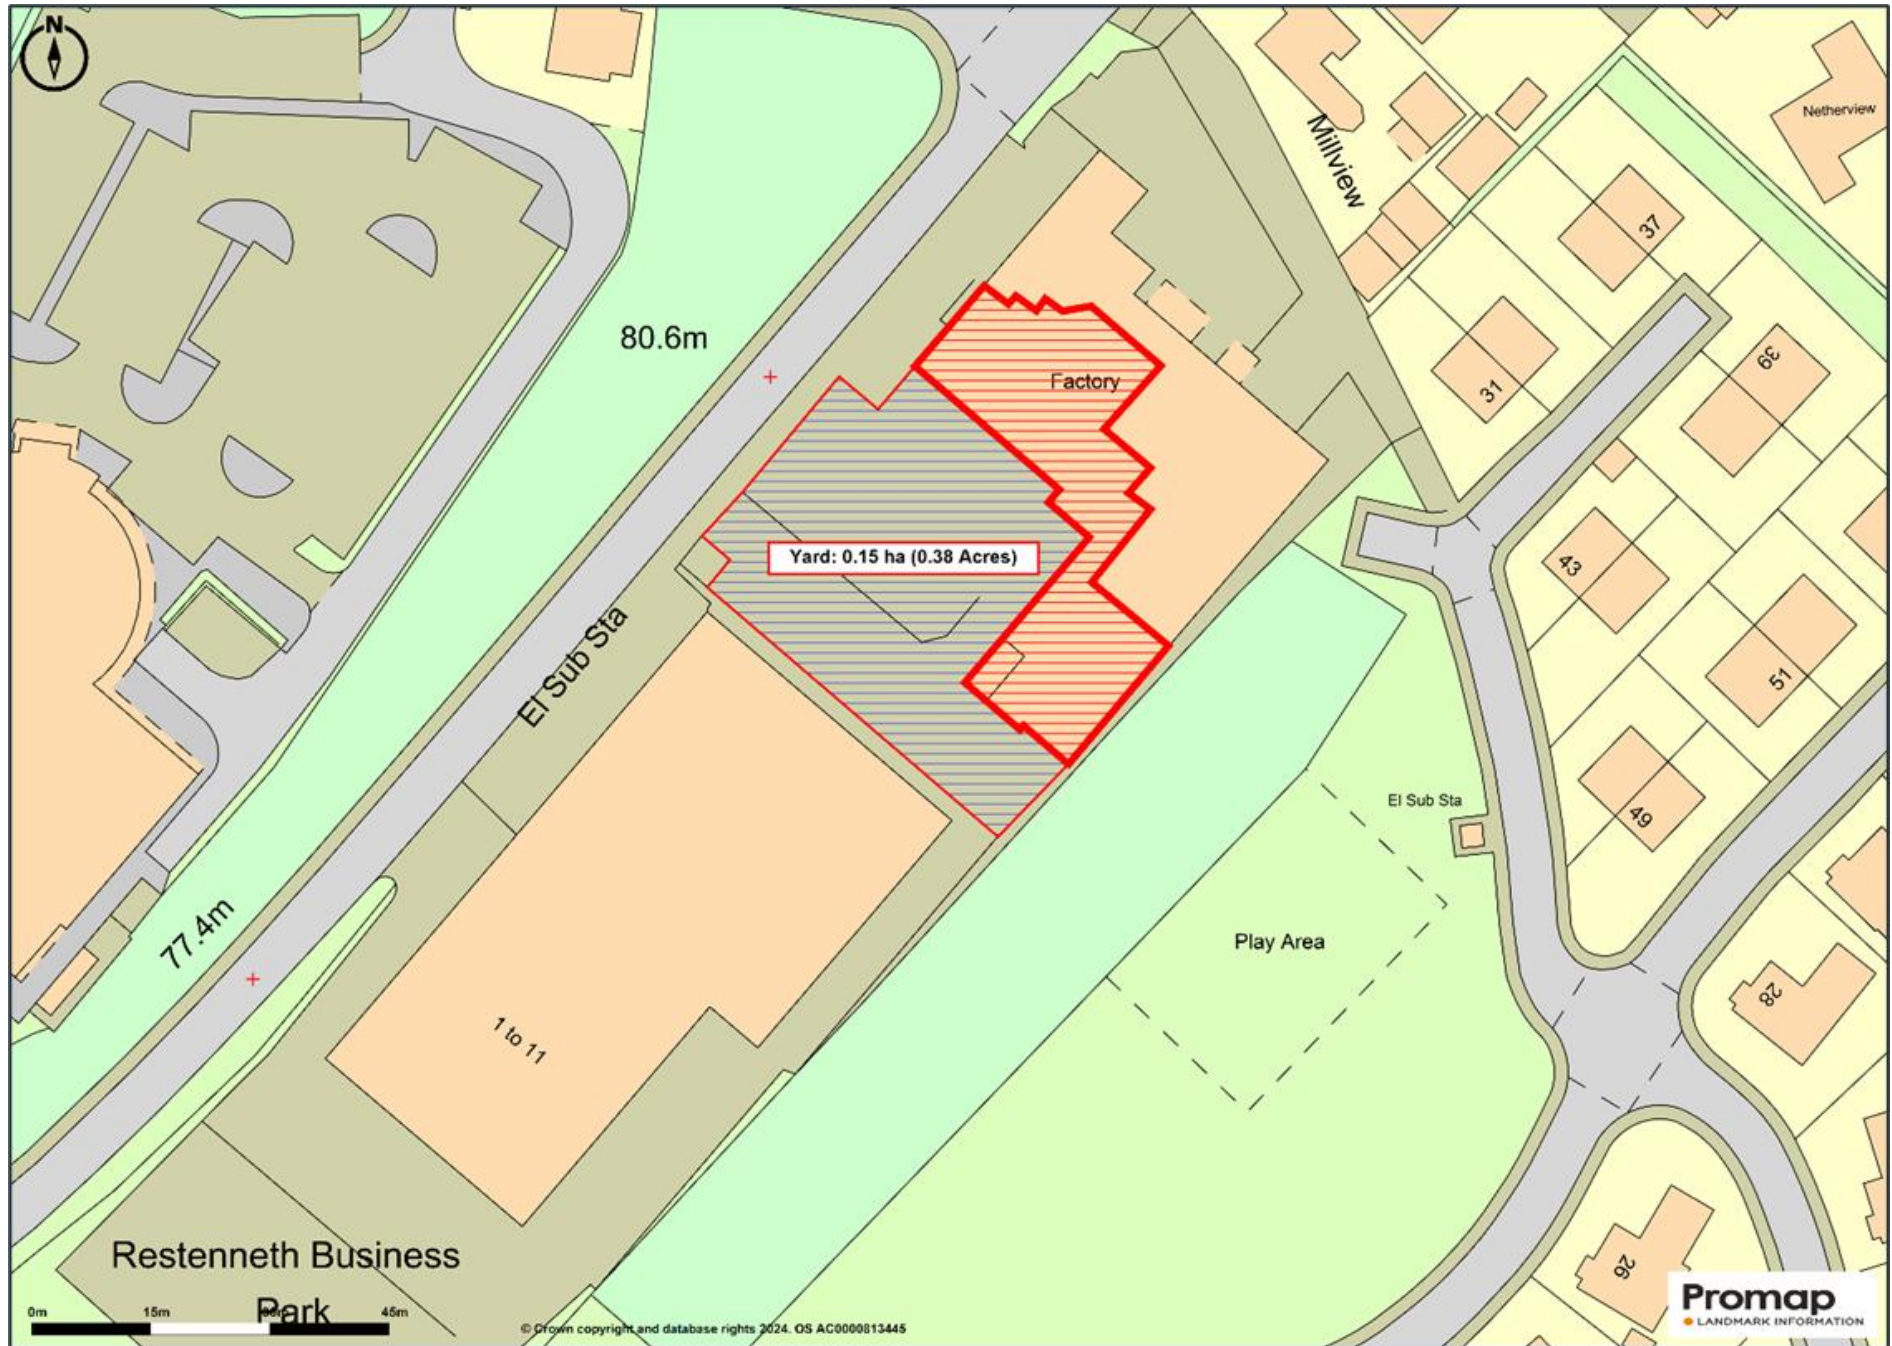 N
Netherview
Millview
37
80.6m
39
Factory
31
Yard: 0.15 ha (0.38 Acres)
43
El Sub Sta
51
El Sub Sta
49
77.4m
Play Area
28
1 to 11
Restenneth Business
Park
26
0m 15m 45m
© Crown copyright and database rights 2024. OS AC0000813445
Promap
LANDMARK INFORMATION